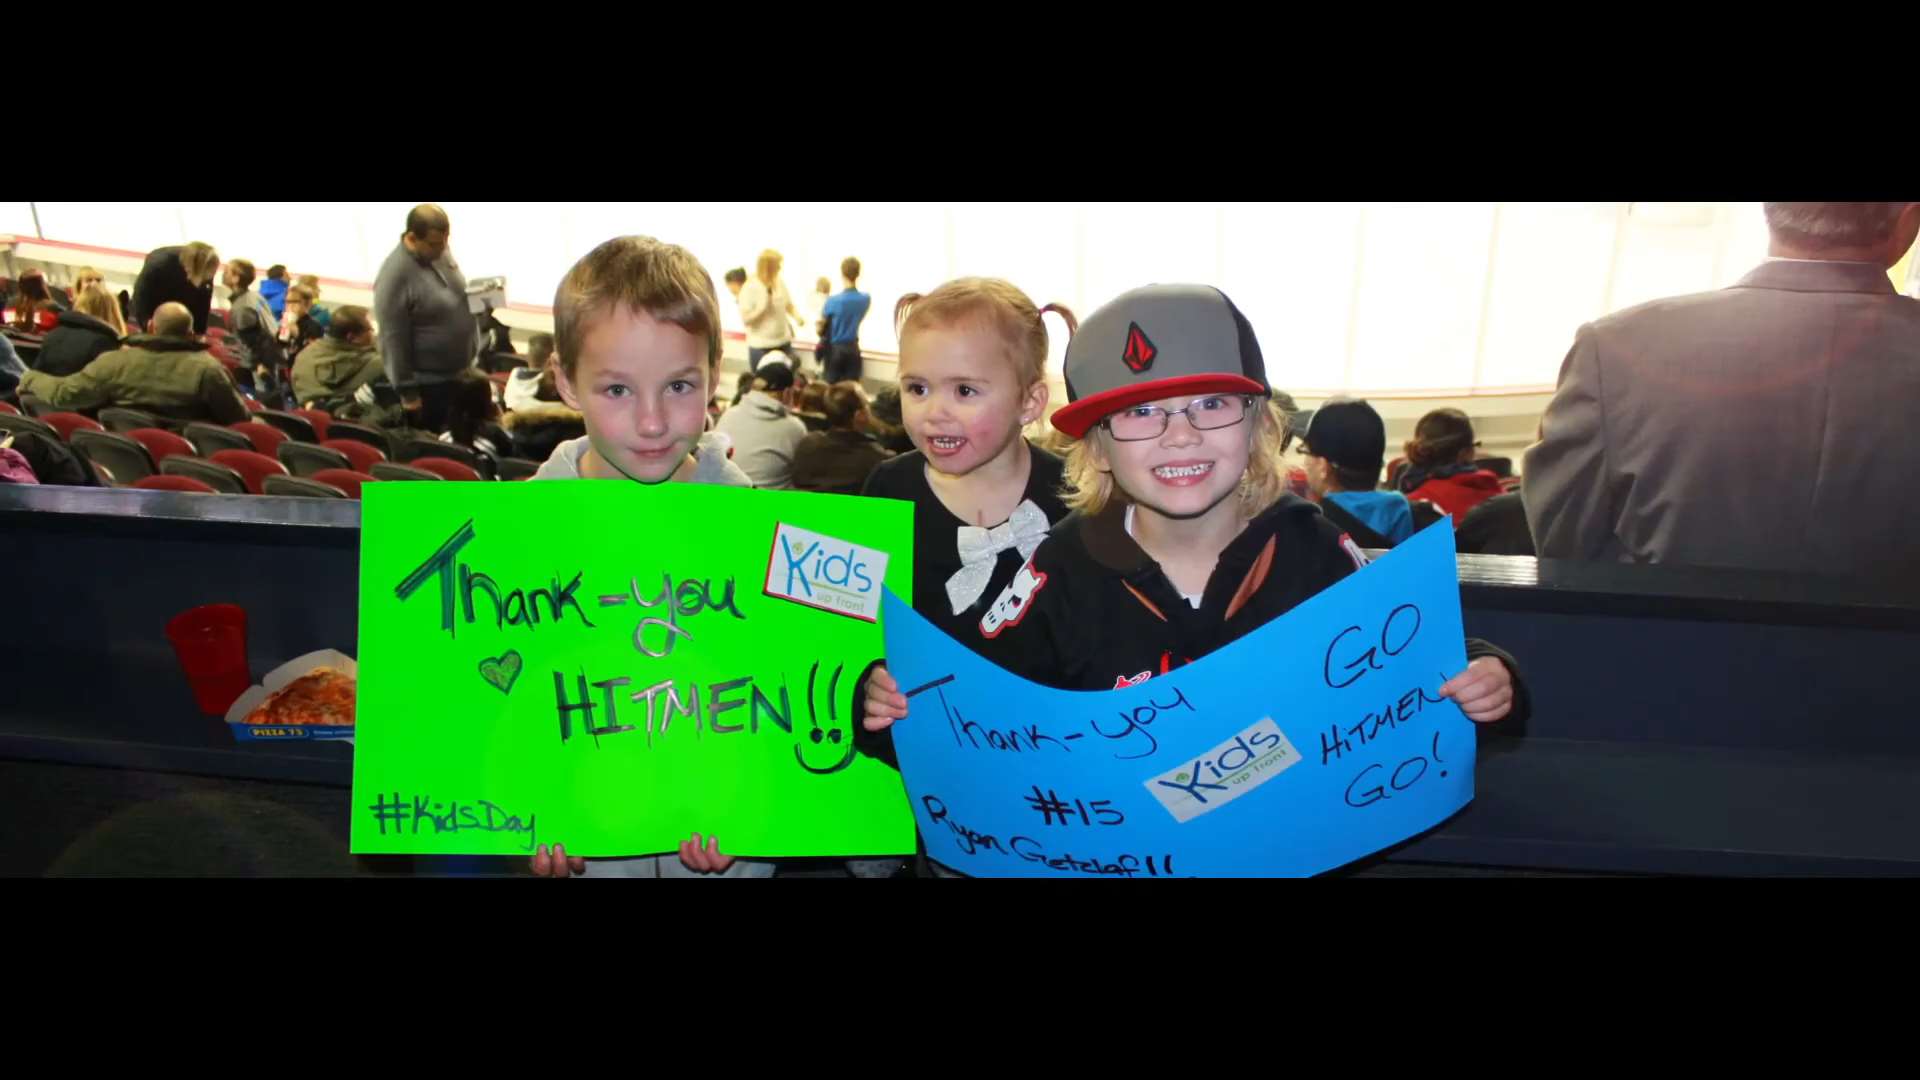 Thank-you
HITMEN!!
#KidsDay
Kids
up front
PIZZA 73
Thank-you
#15
Ryan Getzlaf!!
Kids
up front
GO
HITMEN
GO!